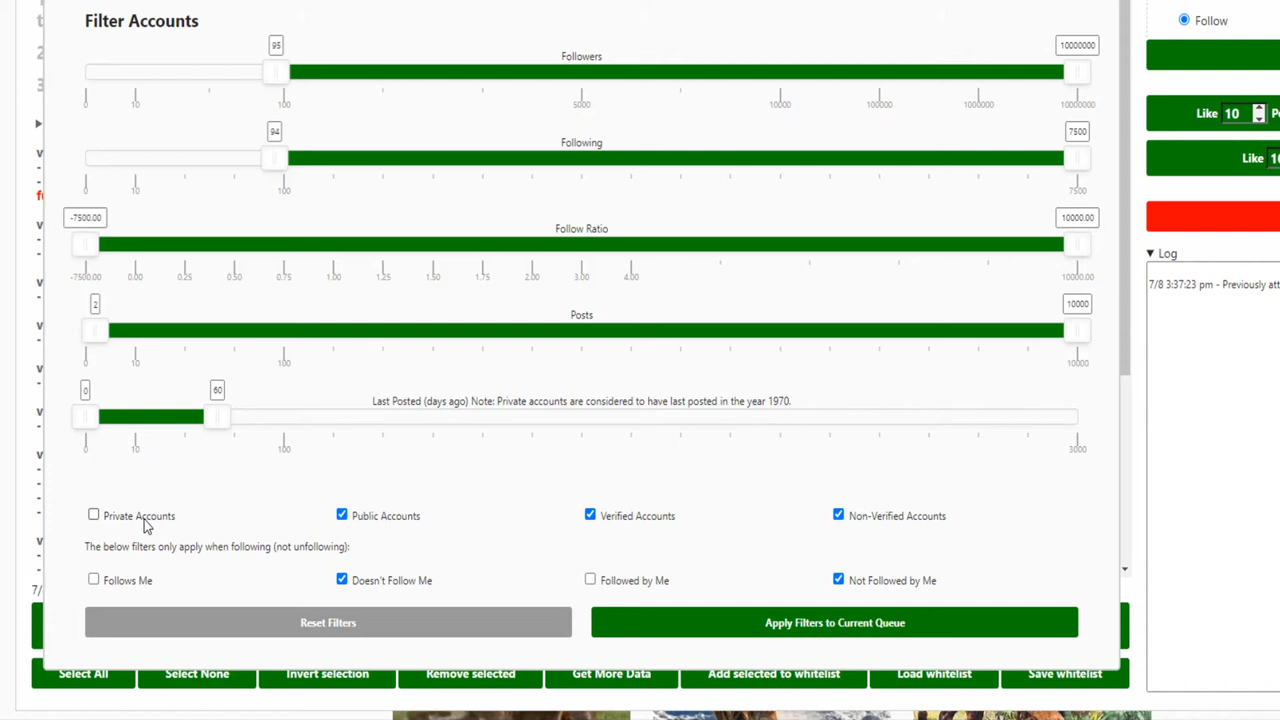 Filter Accounts
Follow
95
10000000
Followers
0 10 100 5000 10000 100000 1000000 10000000
Like 10
94
7500
Following
0 10 100 7500
Like
-7500.00
10000.00
Follow Ratio
-7500.00 0.00 0.25 0.50 0.75 1.00 1.25 1.50 1.75 2.00 3.00 4.00 10000.00
Log
7/8 3:37:23 pm - Previously
2
10000
Posts
0 10 100 10000
0
60
Last Posted (days ago) Note: Private accounts are considered to have last posted in the year 1970.
0 10 100 3000
Private Accounts
Public Accounts
Verified Accounts
Non-Verified Accounts
The below filters only apply when following (not unfollowing):
Follows Me
Doesn't Follow Me
Followed by Me
Not Followed by Me
Reset Filters
Apply Filters to Current Queue
Select All
Select None
Invert selection
Remove selected
Get More Data
Add selected to whitelist
Load whitelist
Save whitelist